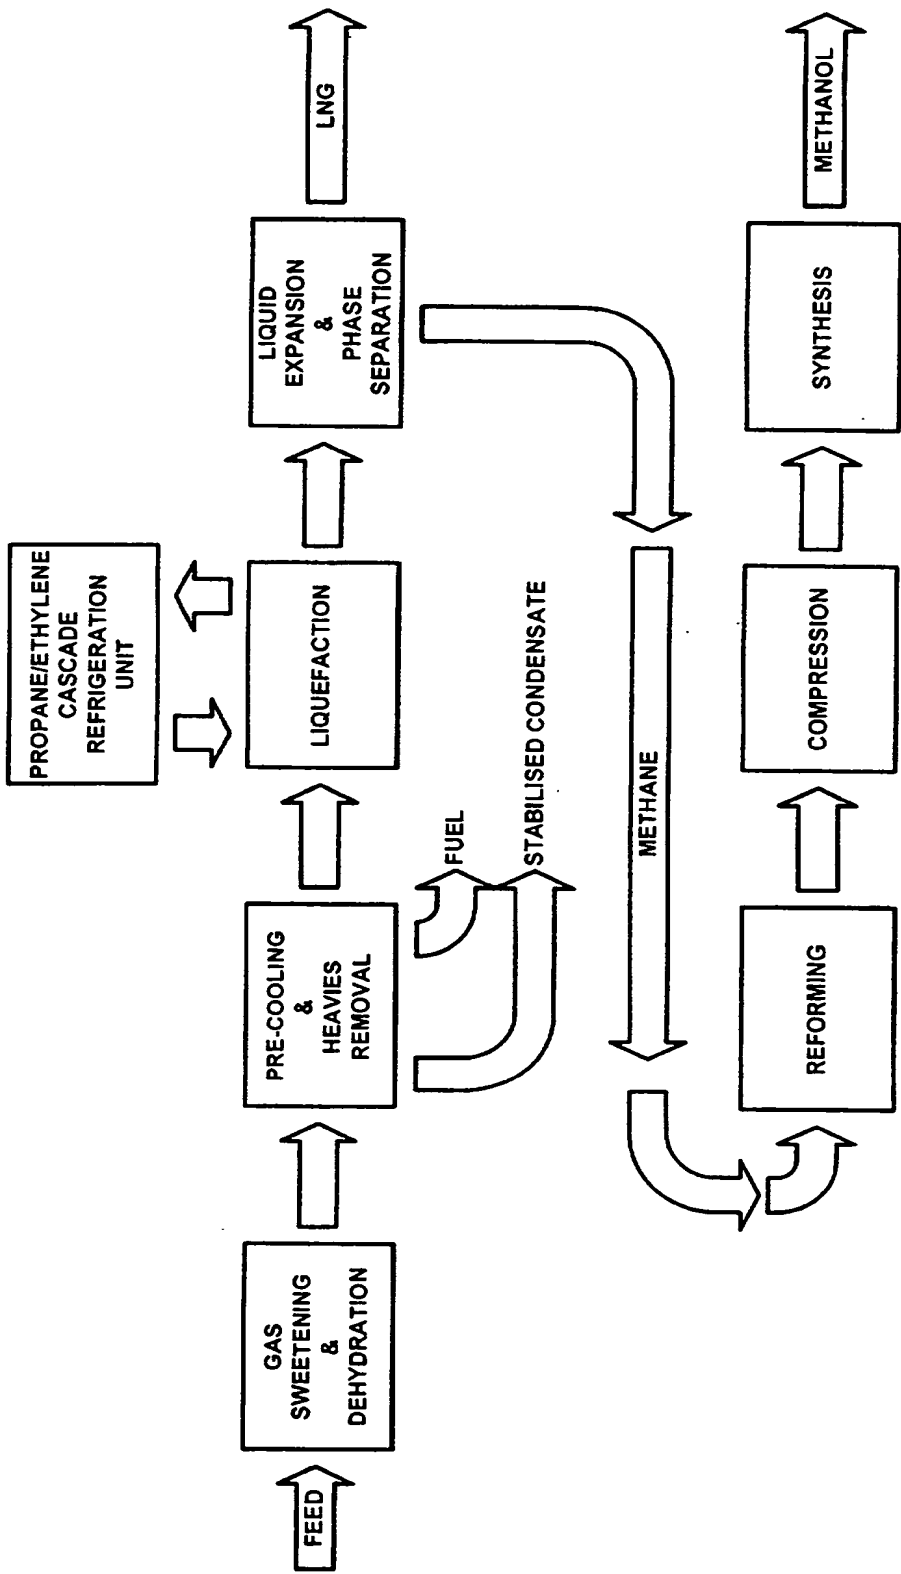 PROPANE/ETHYLENE
CASCADE
REFRIGERATION
UNIT
FEED
GAS
SWEETENING
&
DEHYDRATION
PRE-COOLING
&
HEAVIES
REMOVAL
LIQUEFACTION
LIQUID
EXPANSION
&
PHASE
SEPARATION
LNG
FUEL
STABILISED CONDENSATE
METHANE
REFORMING
COMPRESSION
SYNTHESIS
METHANOL